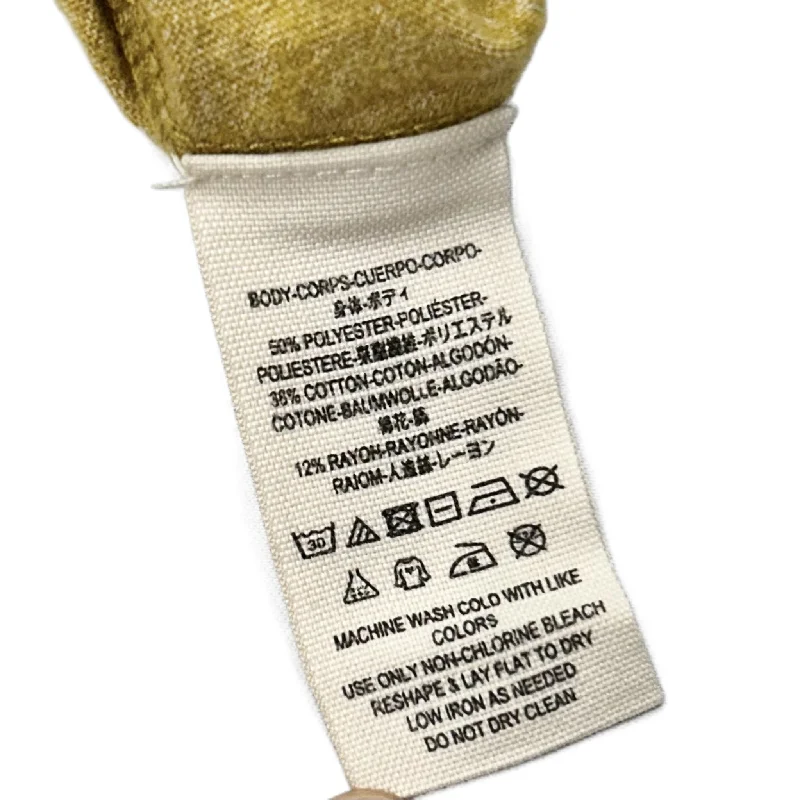 BODY-CORPS-CUERPO-CORPO-
身体-ボディ
50% POLYESTER-POLIÉSTER-
POLIESTERE-聚酯纖維-ポリエステル
38% COTTON-COTON-ALGODÓN-
COTONE-BAUMWOLLE-ALGODÃO-
棉花-綿
12% RAYOH-RAYONNE-RAYÓN-
RAIOM-人造絲-レーヨン
30
MACHINE WASH COLD WITH LIKE
COLORS
USE ONLY NON-CHLORINE BLEACH
RESHAPE & LAY FLAT TO DRY
LOW IRON AS NEEDED
DO NOT DRY CLEAN